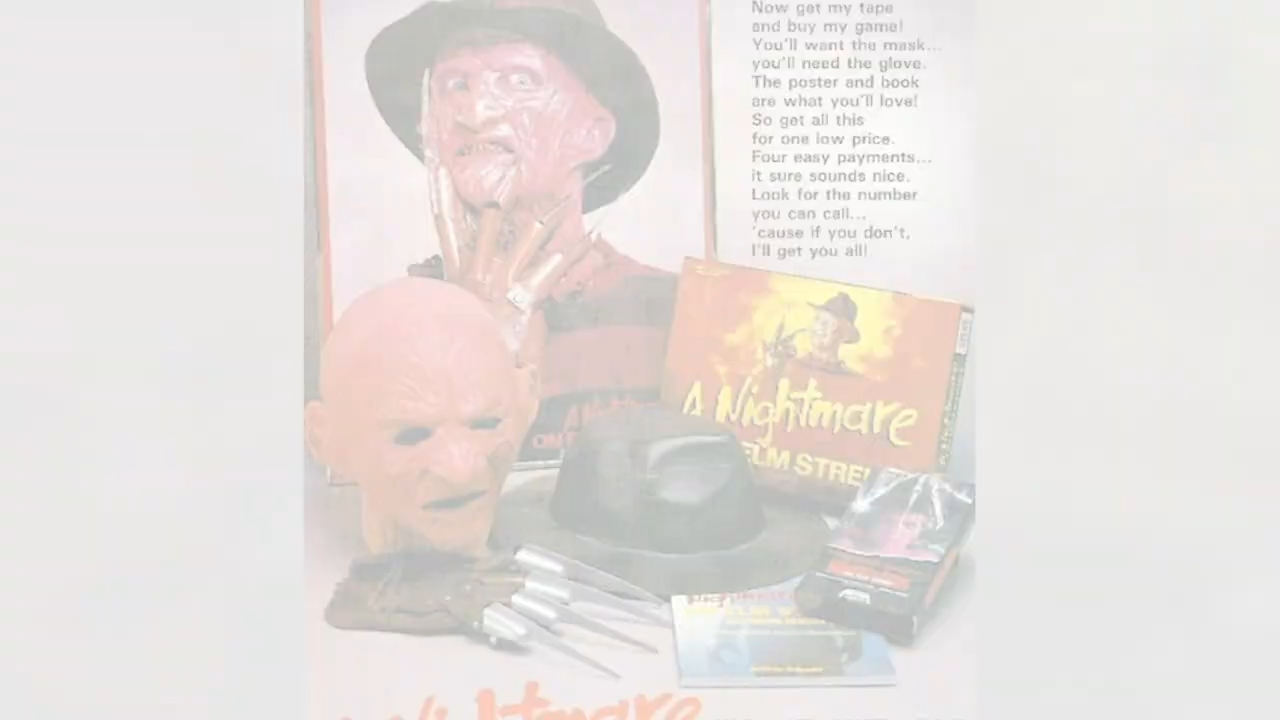 Now get my tape
and buy my game!
You'll want the mask...
you'll need the glove.
The poster and book
are what you'll love!
So get all this
for one low price.
Four easy payments...
it sure sounds nice.
Look for the number
you can call...
'cause if you don't,
I'll get you all!
A Nightmare
ELM STREE
A Nightmare